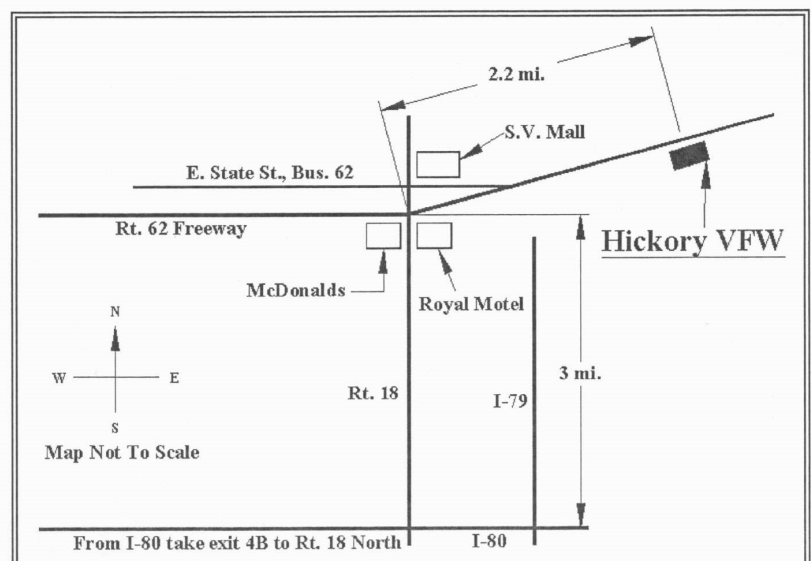 2.2 mi.
S.V. Mall
E. State St., Bus. 62
Rt. 62 Freeway
Hickory VFW
McDonalds
Royal Motel
N
W E
S
Rt. 18
I-79
3 mi.
Map Not To Scale
From I-80 take exit 4B to Rt. 18 North
I-80